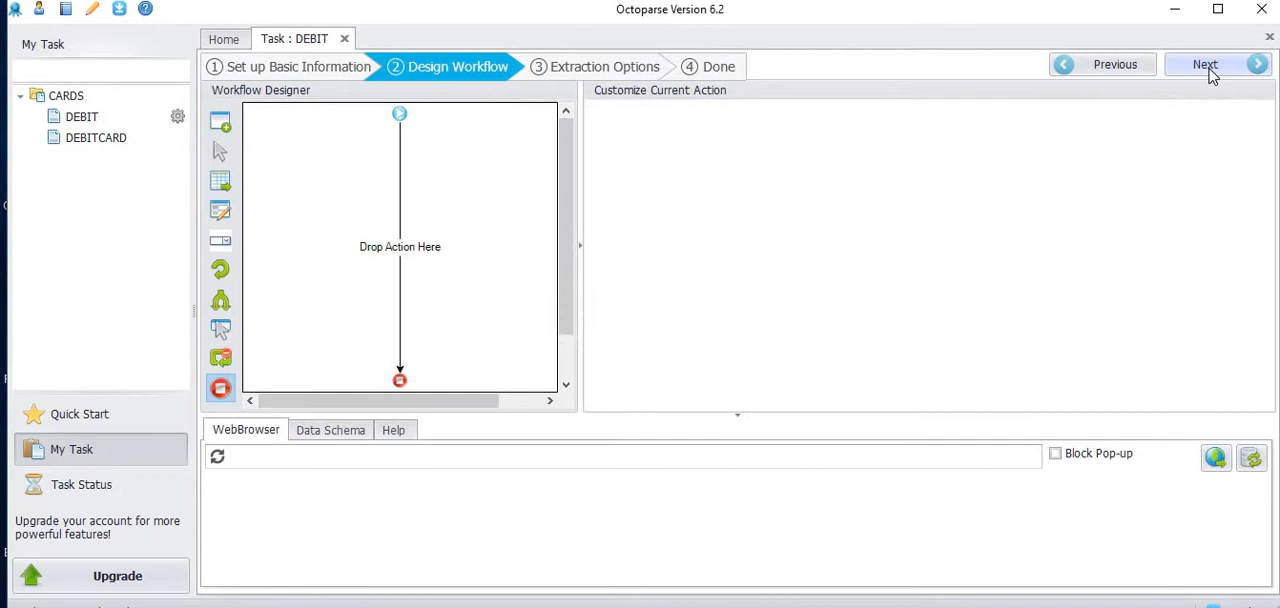 Octoparse Version 6.2
My Task
Home
Task : DEBIT
1 Set up Basic Information
2 Design Workflow
3 Extraction Options
4 Done
Previous
Next
CARDS
DEBIT
DEBITCARD
Workflow Designer
Customize Current Action
Drop Action Here
Quick Start
My Task
Task Status
Upgrade your account for more
powerful features!
Upgrade
WebBrowser
Data Schema
Help
Block Pop-up